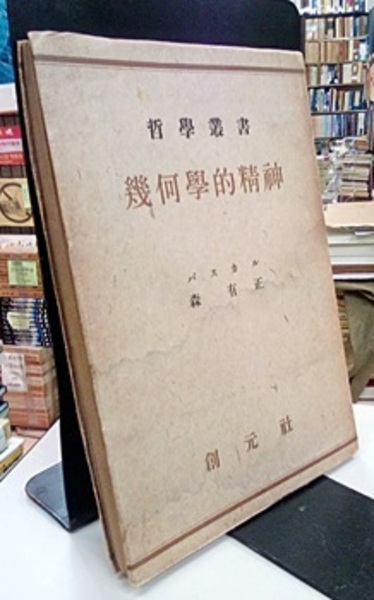 哲學叢書
幾何學的精神
パスカル
森有正
創元社